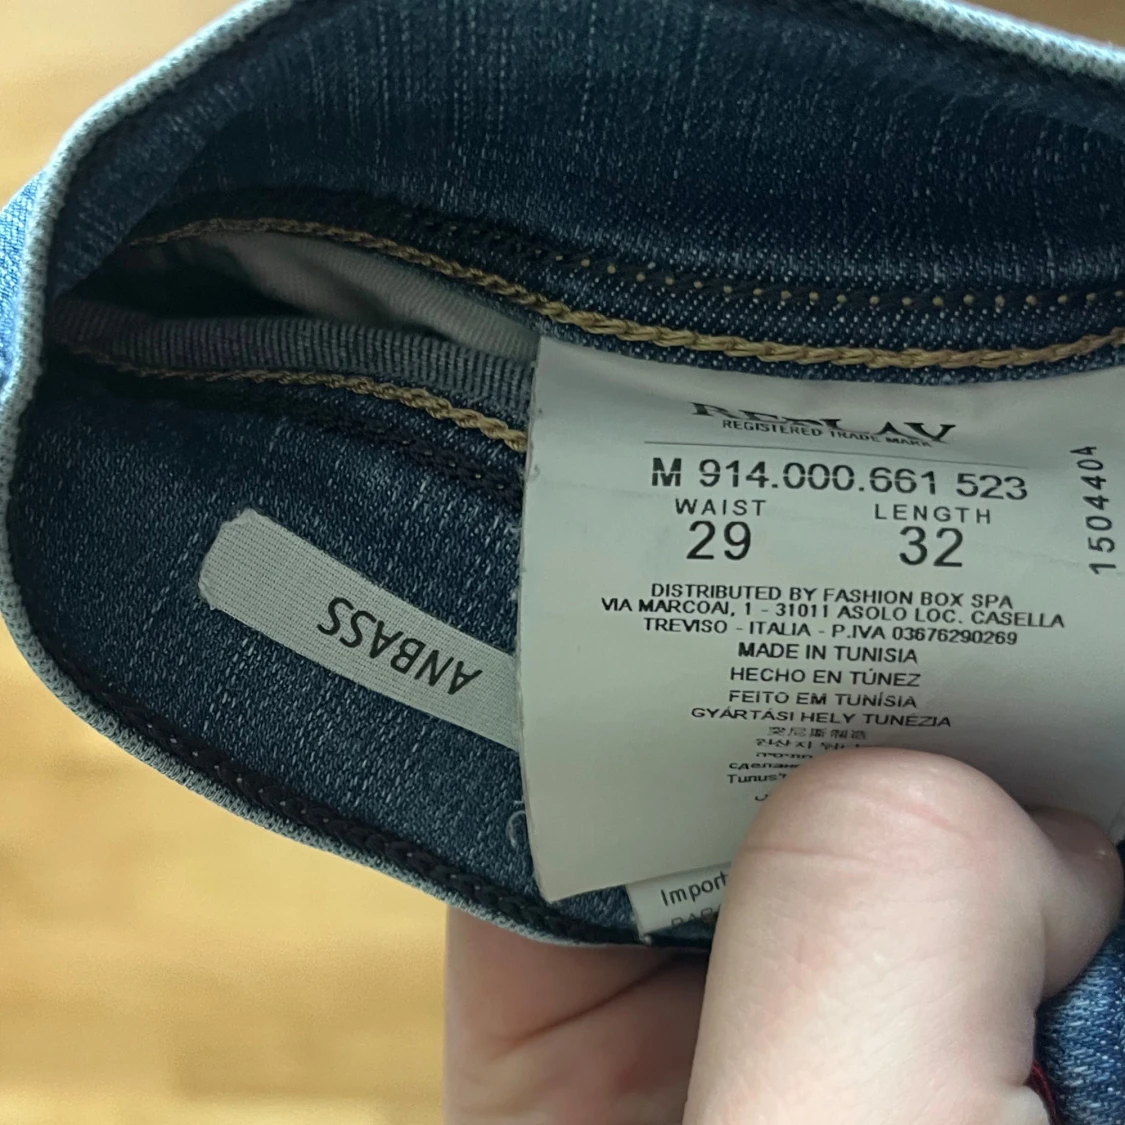 REPLAY
REGISTERED TRADE MARK
M 914.000.661 523
WAIST LENGTH
29 32
1504404
DISTRIBUTED BY FASHION BOX SPA
VIA MARCOAI, 1 - 31011 ASOLO LOC. CASELLA
TREVISO - ITALIA - P.IVA 03676290269
MADE IN TUNISIA
HECHO EN TÚNEZ
FEITO EM TUNÍSIA
GYÁRTÁSI HELY TUNÉZIA
ANBASS
Import